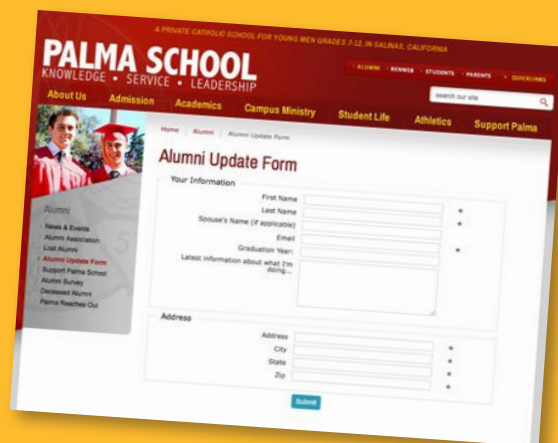 A PRIVATE CATHOLIC SCHOOL FOR YOUNG MEN GRADES 7-12, IN SALINAS, CALIFORNIA
PALMA SCHOOL
KNOWLEDGE • SERVICE • LEADERSHIP
• ALUMNI • RENWEB • STUDENTS • PARENTS • QUICKLINKS
search our site
About Us Admission Academics Campus Ministry Student Life Athletics Support Palma
Home Alumni Alumni Update Form
Alumni Update Form
Your Information
First Name *
Last Name *
Spouse's Name (if applicable)
Email *
Graduation Year:
Latest information about what I'm
doing...
Address
Address *
City *
State *
Zip *
Submit
Alumni
News & Events
Alumni Association
Lost Alumni
Alumni Update Form
Support Palma School
Alumni Survey
Deceased Alumni
Palma Reaches Out